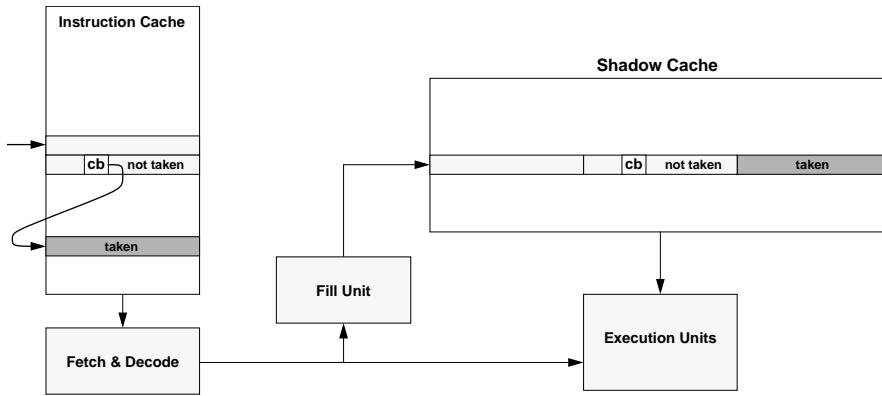 Instruction Cache
Shadow Cache
cb not taken
cb not taken taken
taken
Fill Unit
Execution Units
Fetch & Decode